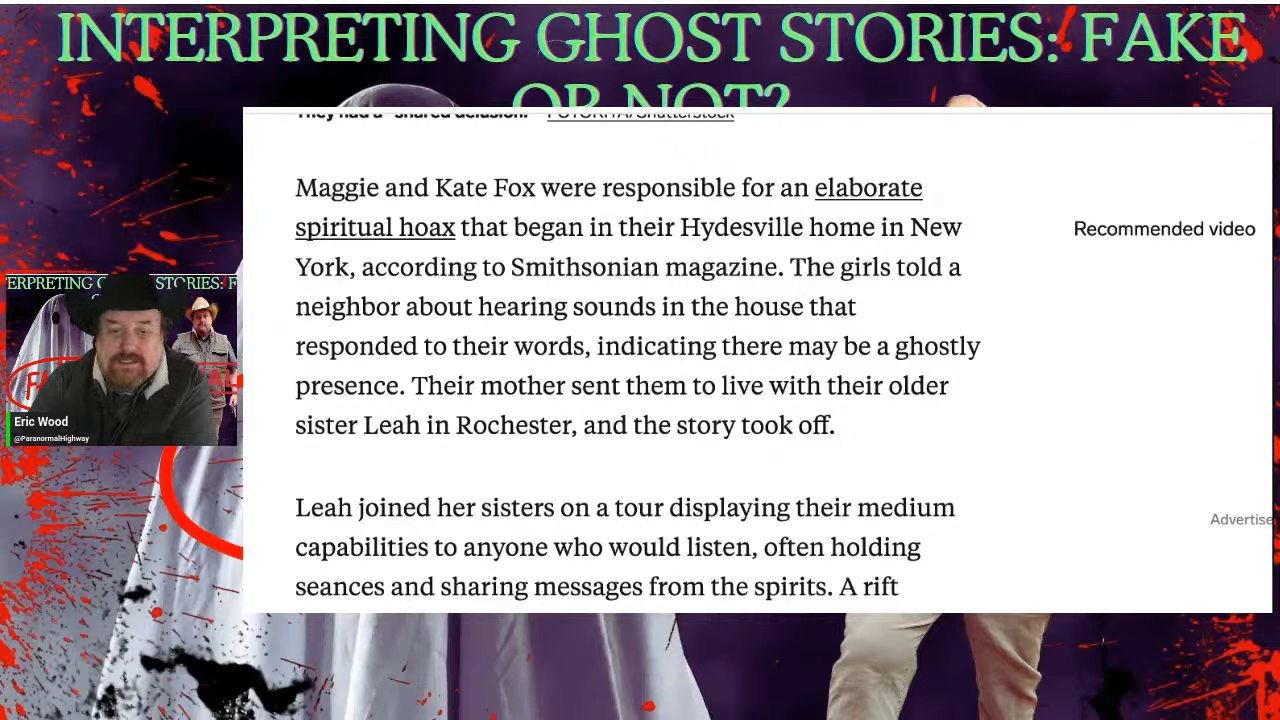 INTERPRETING GHOST STORIES: FAKE
OR NOT?
They had a "shared delusion."
Maggie and Kate Fox were responsible for an elaborate
spiritual hoax that began in their Hydesville home in New
York, according to Smithsonian magazine. The girls told a
neighbor about hearing sounds in the house that
responded to their words, indicating there may be a ghostly
presence. Their mother sent them to live with their older
sister Leah in Rochester, and the story took off.
Leah joined her sisters on a tour displaying their medium
capabilities to anyone who would listen, often holding
seances and sharing messages from the spirits. A rift
Recommended video
Advertise
Eric Wood
@ParanormalHighway